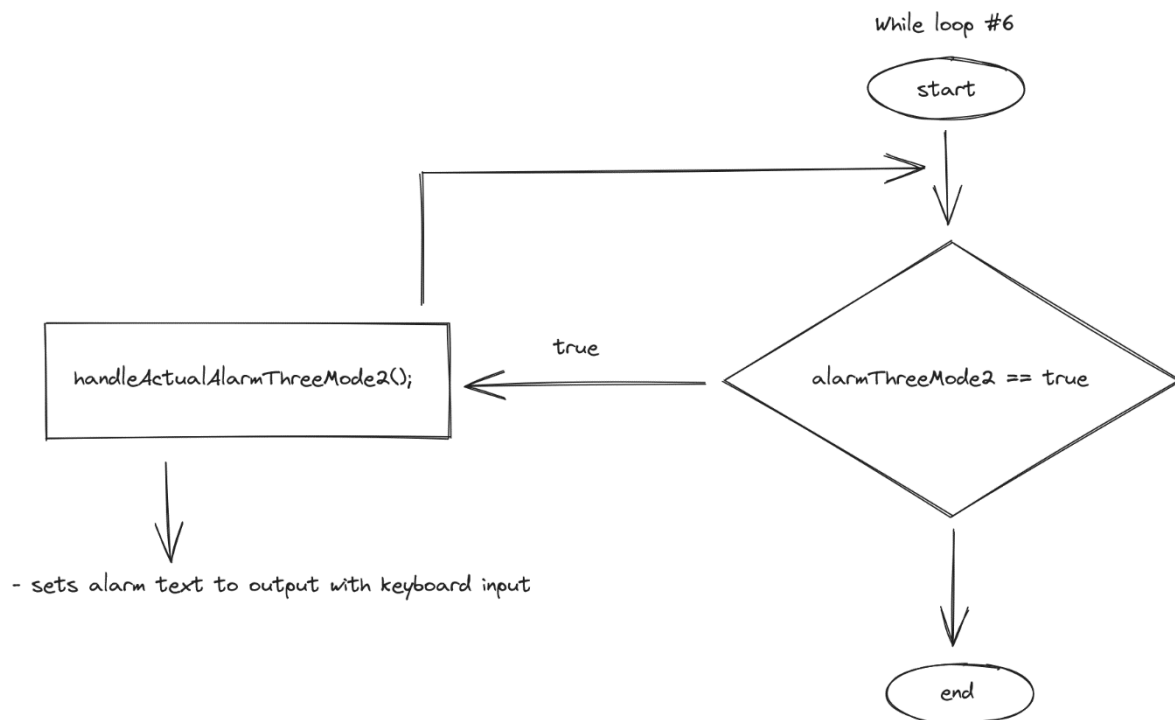 While loop #6
start
true
handleActualAlarmThreeMode2();
alarmThreeMode2 == true
- sets alarm text to output with keyboard input
end